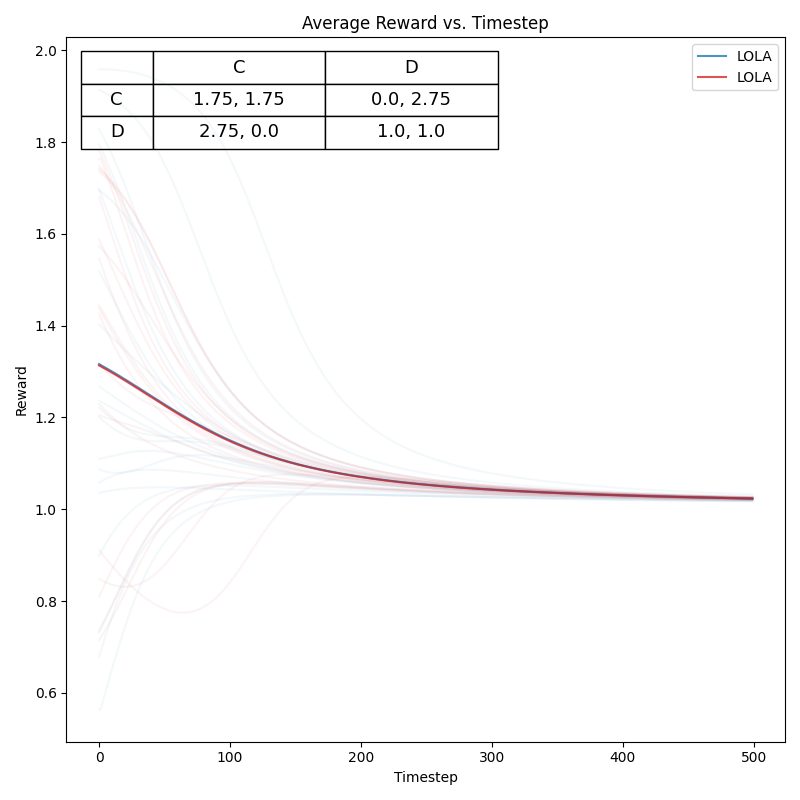 Average Reward vs. Timestep
C D
C 1.75, 1.75 0.0, 2.75
D 2.75, 0.0 1.0, 1.0
LOLA
LOLA
2.0
1.8
1.6
1.4
1.2
1.0
0.8
0.6
Reward
0 100 200 300 400 500
Timestep